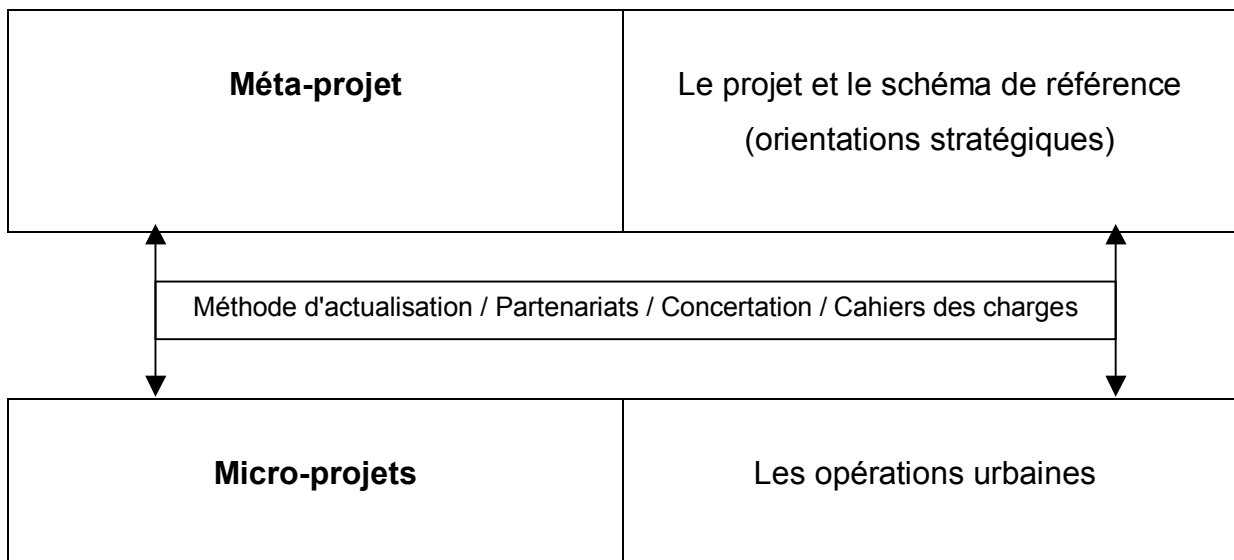 Méta-projet
Le projet et le schéma de référence
(orientations stratégiques)
Méthode d'actualisation / Partenariats / Concertation / Cahiers des charges
Micro-projets
Les opérations urbaines